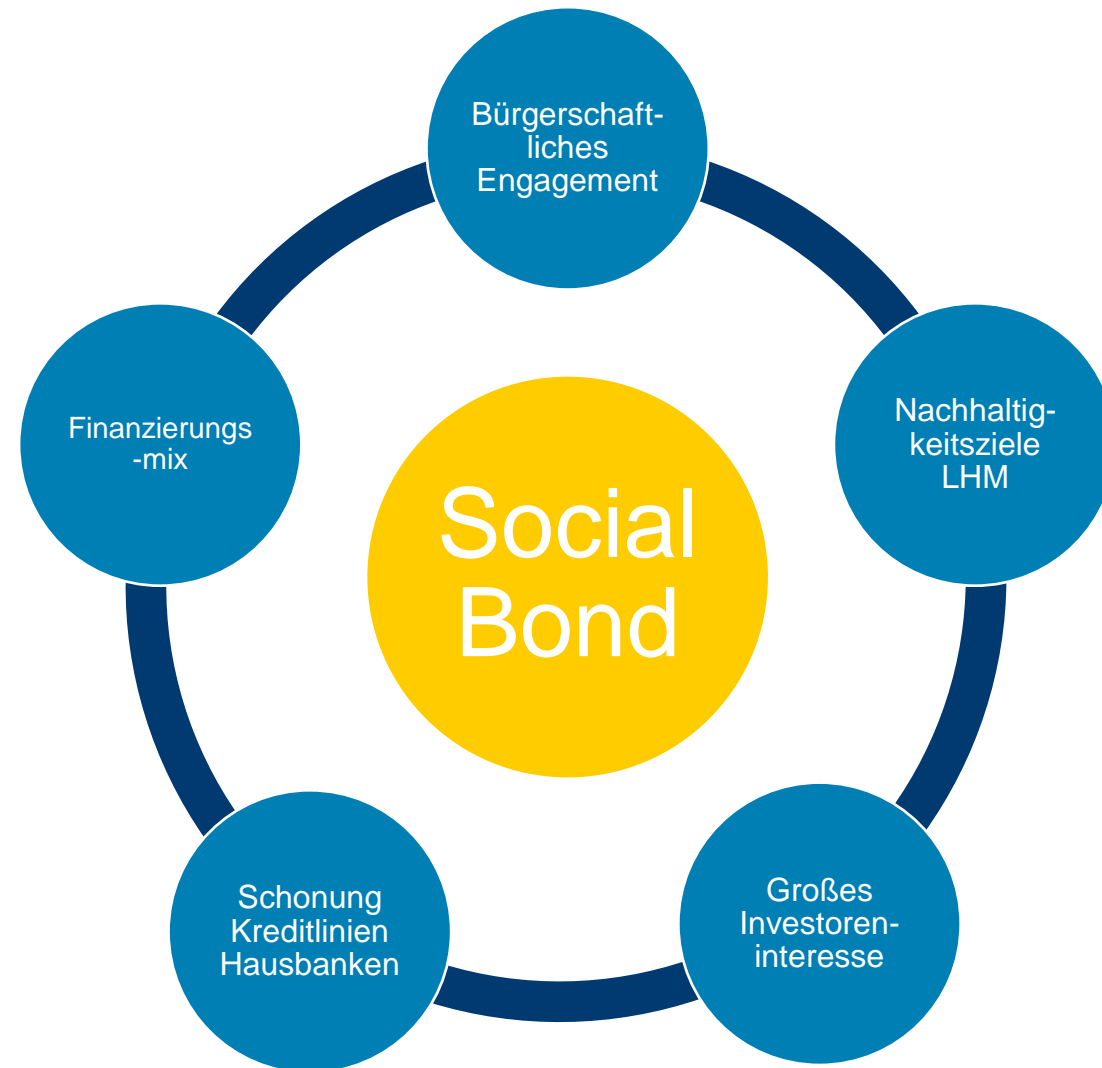 Bürgerschaft-
liches
Engagement
Nachhaltig-
keitsziele
LHM
Großes
Investoren-
interesse
Schonung
Kreditlinien
Hausbanken
Finanzierungs
-mix
Social
Bond